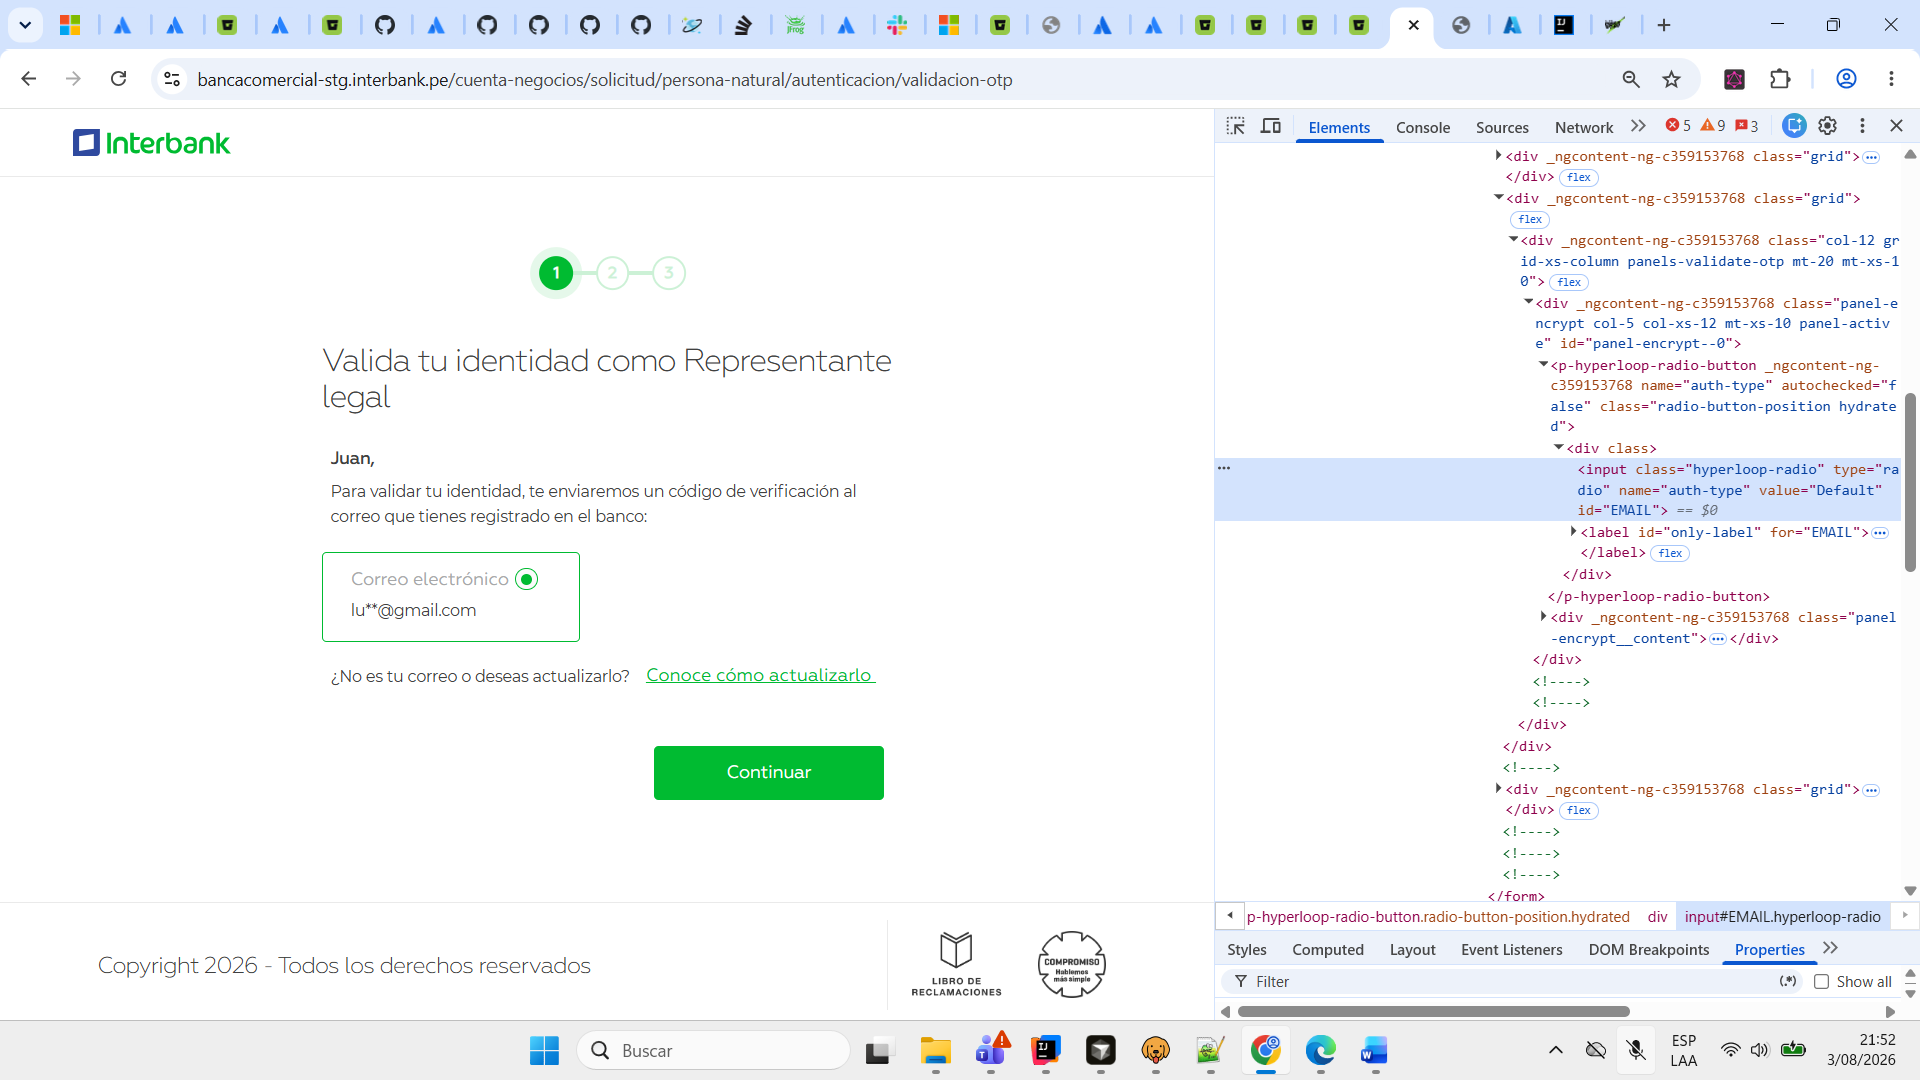 bancacomercial-stg.interbank.pe/cuenta-negocios/solicitud/persona-natural/autenticacion/validacion-otp
Interbank
1 2 3
Valida tu identidad como Representante
legal
Juan,
Para validar tu identidad, te enviaremos un código de verificación al
correo que tienes registrado en el banco:
Correo electrónico
lu**@gmail.com
¿No es tu correo o deseas actualizarlo? Conoce cómo actualizarlo
Continuar
Copyright 2026 - Todos los derechos reservados
LIBRO DE
RECLAMACIONES
COMPROMISO
Hablemos
más simple
Elements Console Sources Network 5 9 3
<div _ngcontent-ng-c359153768 class="grid">
</div> flex
<div _ngcontent-ng-c359153768 class="grid">
flex
<div _ngcontent-ng-c359153768 class="col-12 gr
id-xs-column panels-validate-otp mt-20 mt-xs-1
0"> flex
<div _ngcontent-ng-c359153768 class="panel-e
ncrypt col-5 col-xs-12 mt-xs-10 panel-activ
e" id="panel-encrypt--0">
<p-hyperloop-radio-button _ngcontent-ng-
c359153768 name="auth-type" autochecked="f
alse" class="radio-button-position hydrate
d">
<div class>
<input class="hyperloop-radio" type="ra
dio" name="auth-type" value="Default"
id="EMAIL"> == $0
<label id="only-label" for="EMAIL">
</label> flex
</div>
</p-hyperloop-radio-button>
<div _ngcontent-ng-c359153768 class="panel
-encrypt__content"> </div>
</div>
<!---->
<!---->
</div>
</div>
<!---->
<div _ngcontent-ng-c359153768 class="grid">
</div> flex
<!---->
<!---->
<!---->
</form>
p-hyperloop-radio-button.radio-button-position.hydrated div input#EMAIL.hyperloop-radio
Styles Computed Layout Event Listeners DOM Breakpoints Properties
Filter (.*) Show all
Buscar
ESP
LAA
21:52
3/08/2026